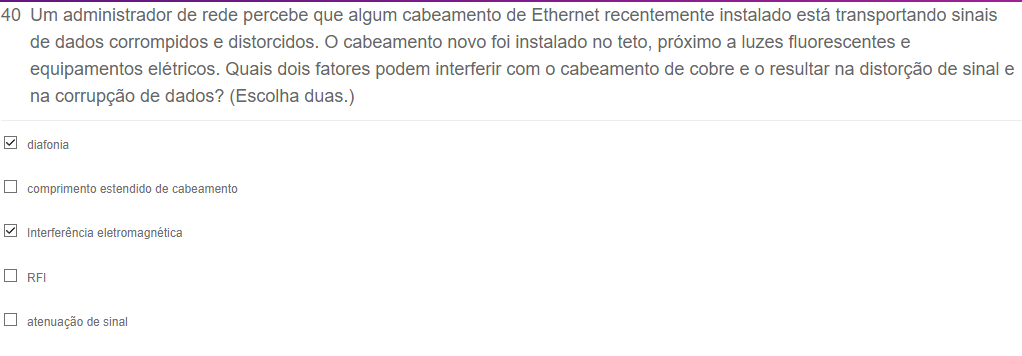 40 Um administrador de rede percebe que algum cabeamento de Ethernet recentemente instalado está transportando sinais
de dados corrompidos e distorcidos. O cabeamento novo foi instalado no teto, próximo a luzes fluorescentes e
equipamentos elétricos. Quais dois fatores podem interferir com o cabeamento de cobre e o resultar na distorção de sinal e
na corrupção de dados? (Escolha duas.)
diafonia
comprimento estendido de cabeamento
Interferência eletromagnética
RFI
atenuação de sinal